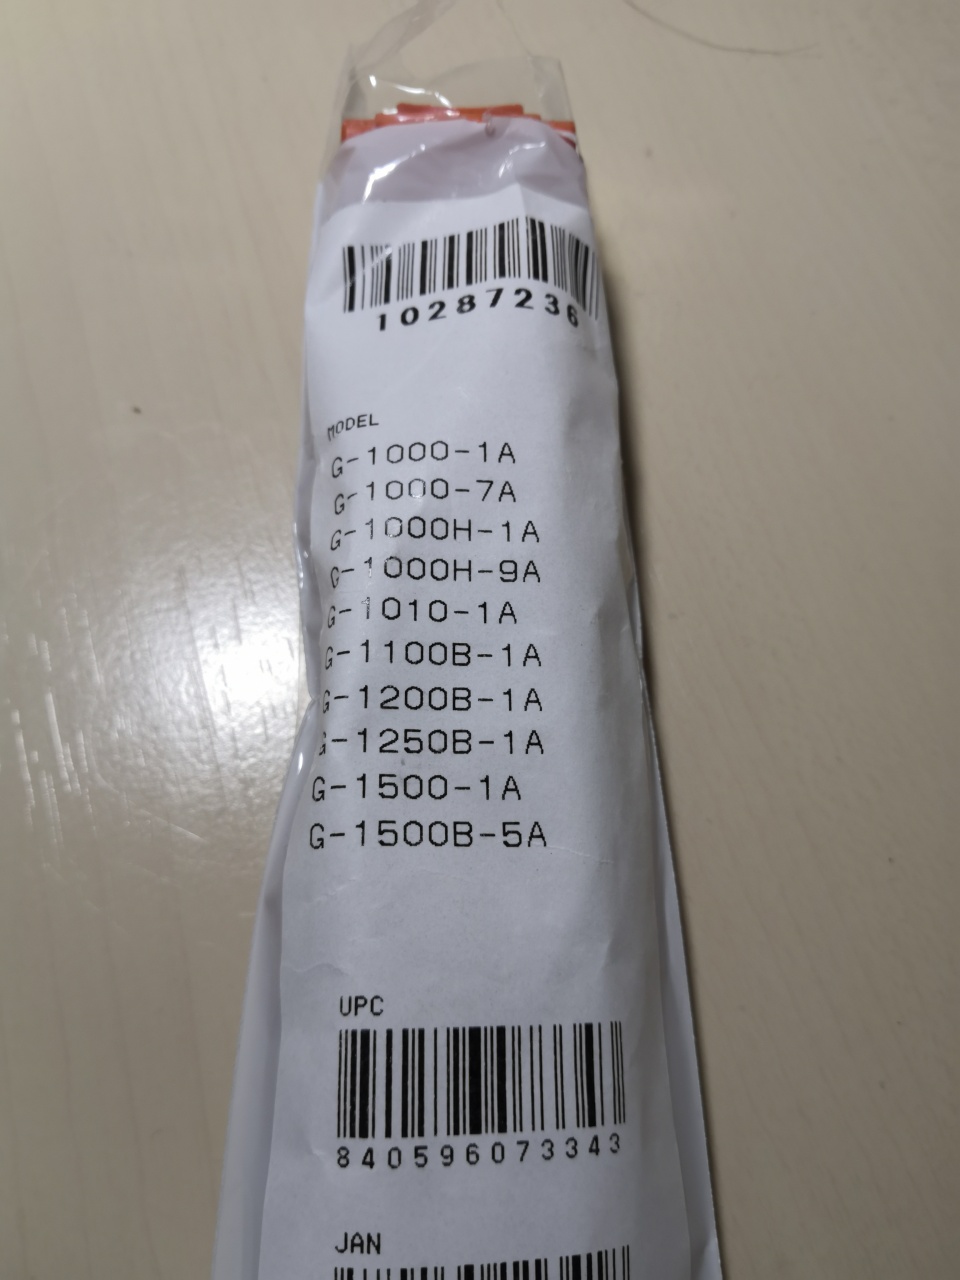 10287236
MODEL
G-1000-1A
G-1000-7A
G-1000H-1A
G-1000H-9A
G-1010-1A
G-1100B-1A
G-1200B-1A
G-1250B-1A
G-1500-1A
G-1500B-5A
UPC
840596073343
JAN